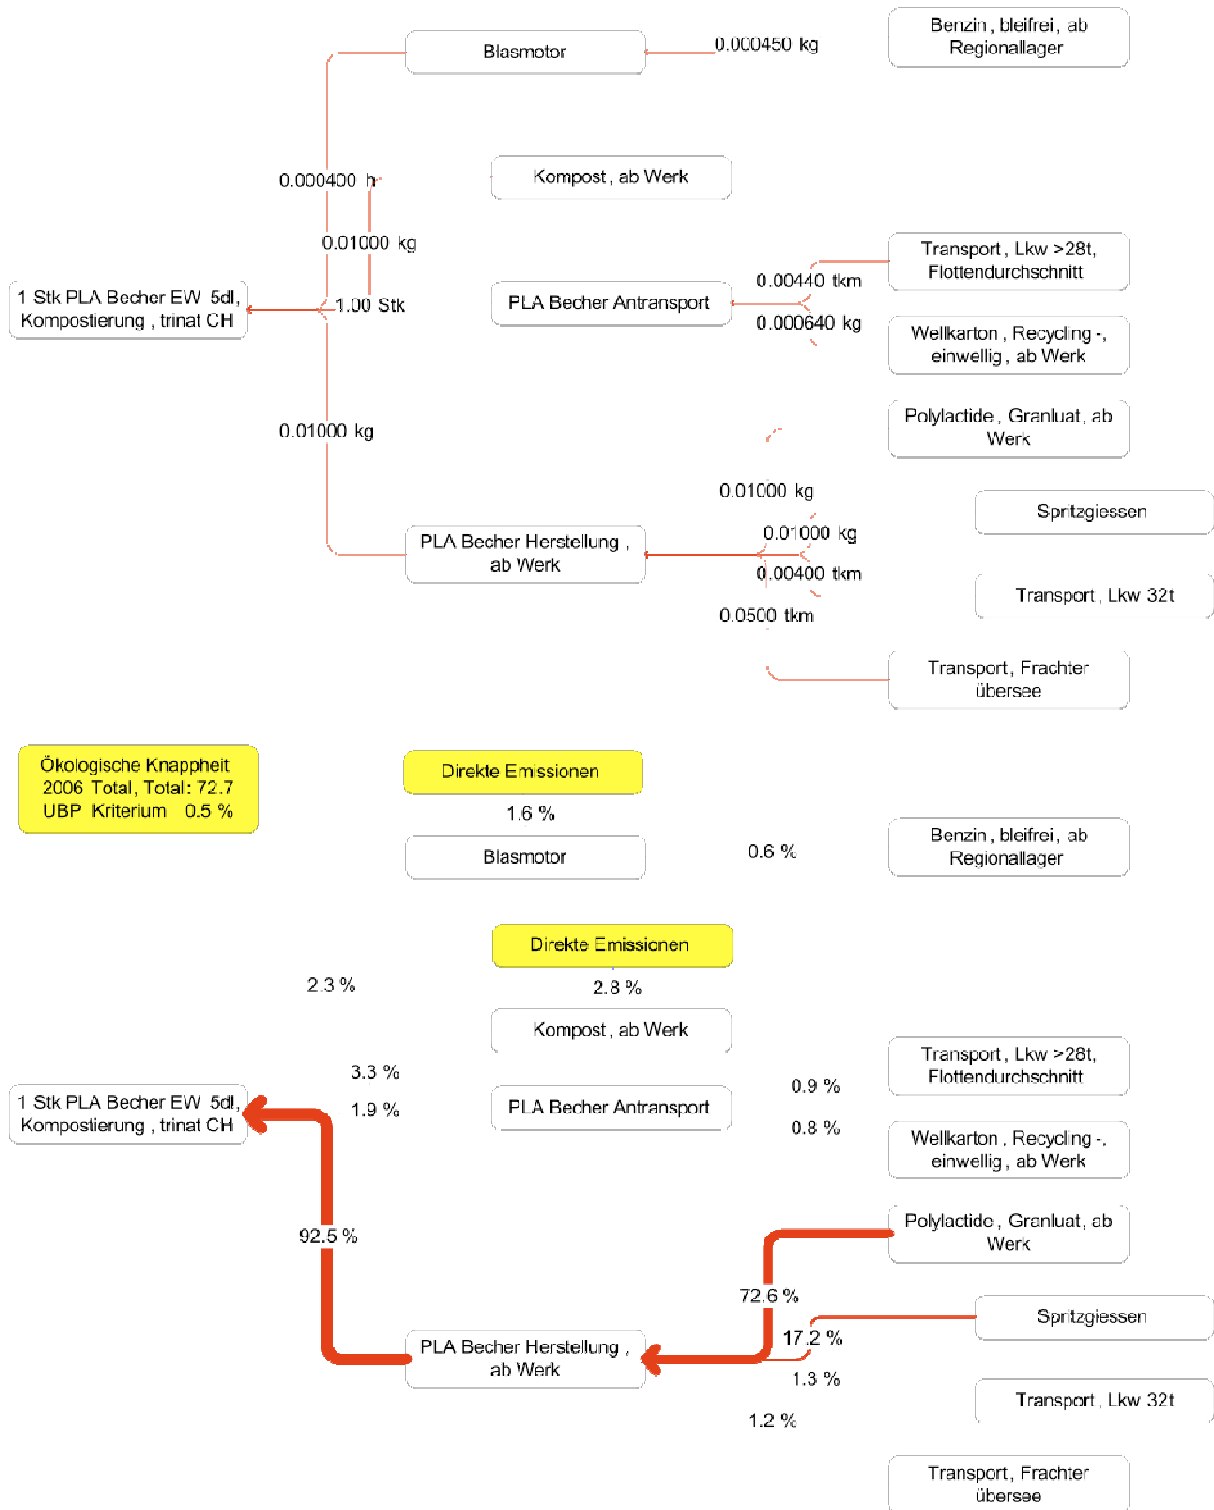 Blasmotor
0.000450 kg
Benzin, bleifrei, ab
Regionallager
0.000400 h
Kompost, ab Werk
0.01000 kg
1 Stk PLA Becher EW 5dl,
Kompostierung, trinat CH
1.00 Stk
PLA Becher Antransport
0.00440 tkm
0.000640 kg
Transport, Lkw >28t,
Flottendurchschnitt
Wellkarton, Recycling-,
einwellig, ab Werk
0.01000 kg
Polylactide, Granluat, ab
Werk
0.01000 kg
Spritzgiessen
0.01000 kg
PLA Becher Herstellung,
ab Werk
0.00400 tkm
Transport, Lkw 32t
0.0500 tkm
Transport, Frachter
übersee
Ökologische Knappheit
2006 Total, Total: 72.7
UBP Kriterium 0.5 %
Direkte Emissionen
1.6 %
Blasmotor
0.6 %
Benzin, bleifrei, ab
Regionallager
Direkte Emissionen
2.3 %
2.8 %
Kompost, ab Werk
3.3 %
1 Stk PLA Becher EW 5dl,
Kompostierung, trinat CH
1.9 %
PLA Becher Antransport
0.9 %
0.8 %
Transport, Lkw >28t,
Flottendurchschnitt
Wellkarton, Recycling-,
einwellig, ab Werk
92.5 %
Polylactide, Granluat, ab
Werk
72.6 %
Spritzgiessen
17.2 %
PLA Becher Herstellung,
ab Werk
1.3 %
Transport, Lkw 32t
1.2 %
Transport, Frachter
übersee